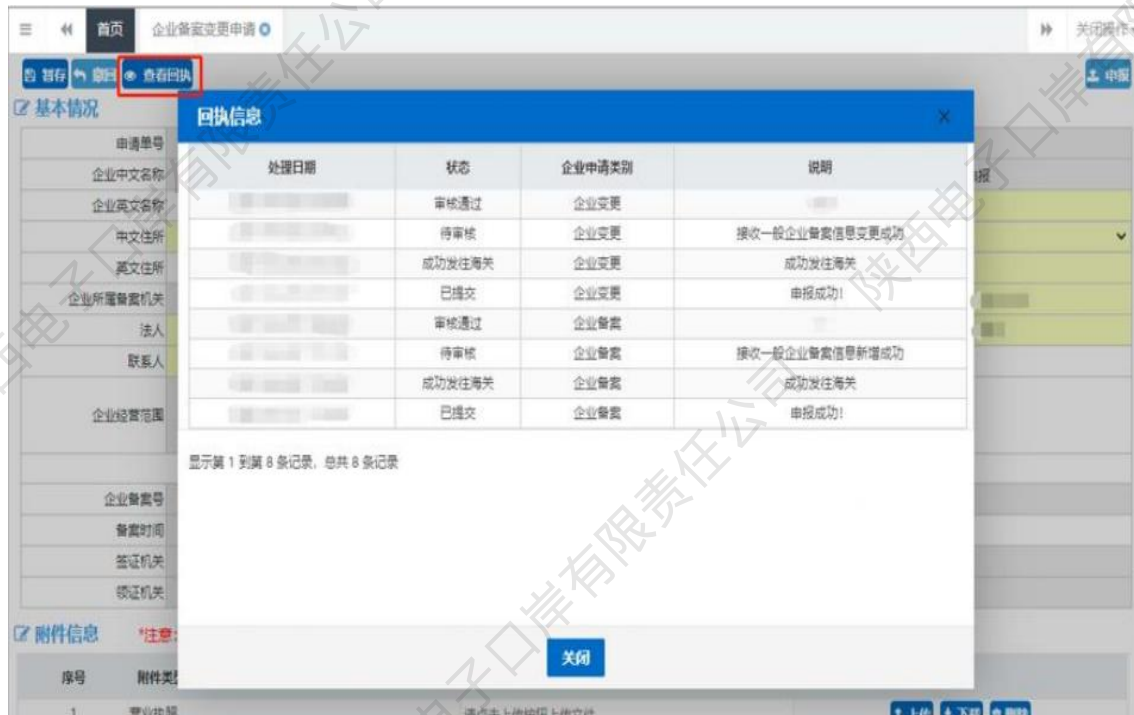 首页 企业备案变更申请 关闭操作
暂存 撤回 查看回执 申报
基本情况
回执信息 ×
申请单号
处理日期 状态 企业申请类别 说明
企业中文名称
企业英文名称 审核通过 企业变更
中文住所 待审核 企业变更 接收一般企业备案信息变更成功
英文住所 成功发往海关 企业变更 成功发往海关
企业所属备案机关 已提交 企业变更 申报成功!
法人 审核通过 企业备案
联系人 待审核 企业备案 接收一般企业备案信息新增成功
成功发往海关 企业备案 成功发往海关
企业经营范围 已提交 企业备案 申报成功!
显示第 1 到第 8 条记录,总共 8 条记录
企业备案号
备案时间
签证机关
领证机关
附件信息 *注意:
关闭
序号 附件类
1 营业执照 请点击上传按钮上传文件 上传 下载 删除
陕西电子口岸有限责任公司